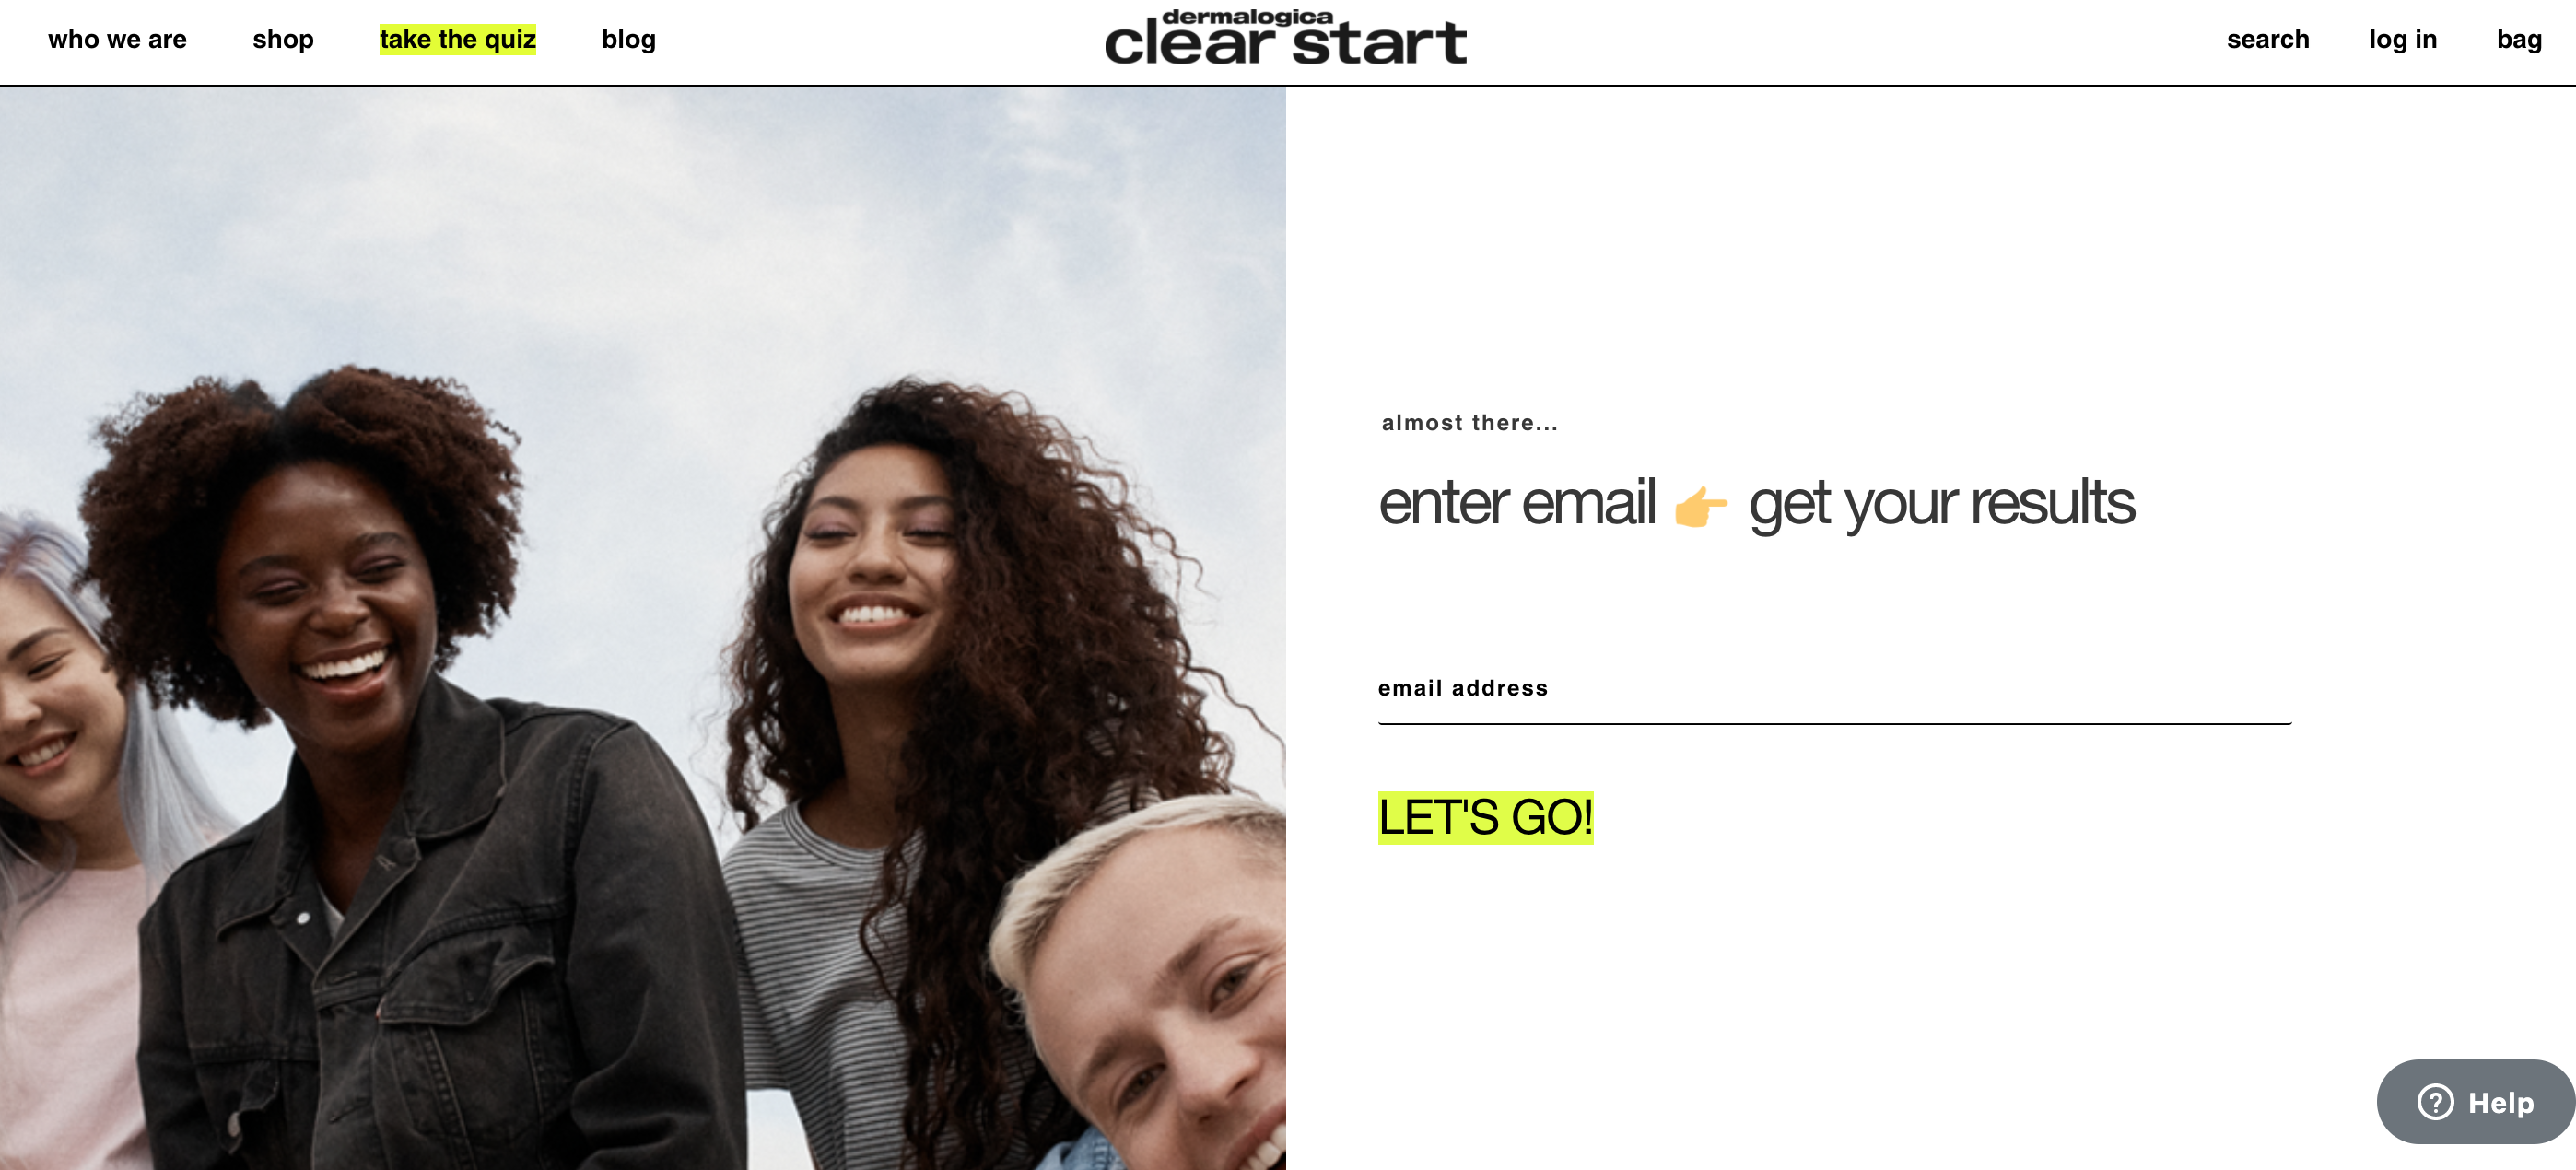 who we are
shop
take the quiz
blog
dermalogica
clear start
search
log in
bag
almost there...
enter email 👉 get your results
email address
LET'S GO!
Help